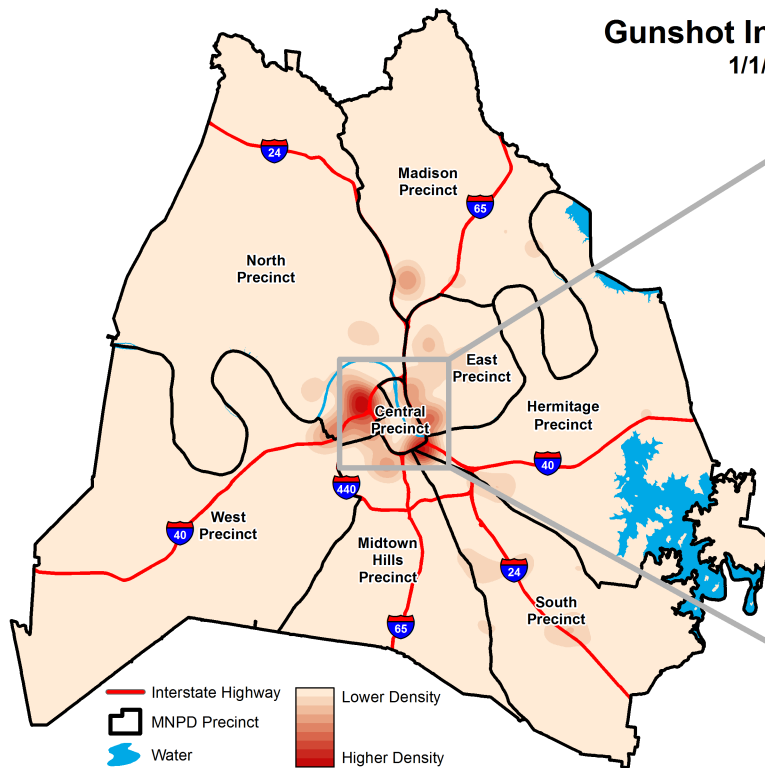 Gunshot In
1/1/
24
Madison
Precinct
65
North
Precinct
East
Precinct
Central
Precinct
Hermitage
Precinct
40
440
West
Precinct
40
Midtown
Hills
Precinct
24
South
Precinct
65
Interstate Highway
MNPD Precinct
Water
Lower Density
Higher Density